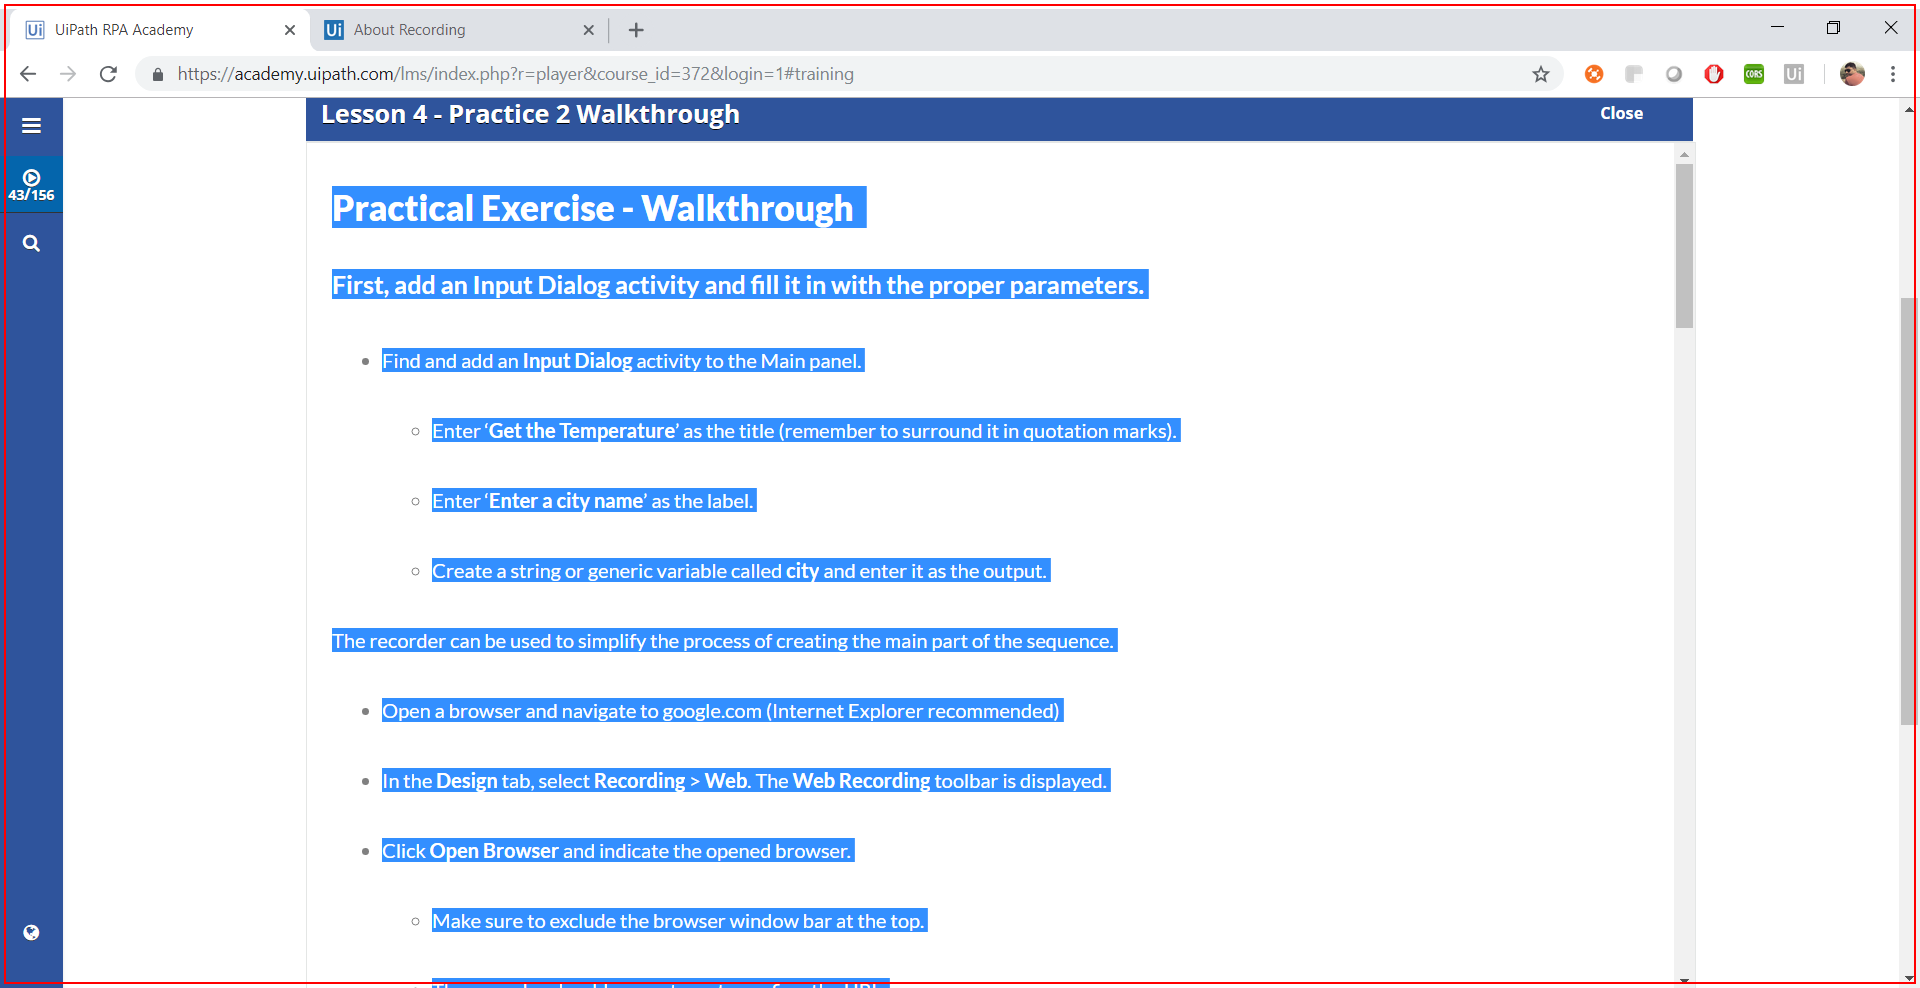 UiPath RPA Academy
About Recording
https://academy.uipath.com/lms/index.php?r=player&course_id=372&login=1#training
CORS
Ui
Lesson 4 - Practice 2 Walkthrough
Close
43/156
Practical Exercise - Walkthrough
First, add an Input Dialog activity and fill it in with the proper parameters.
Find and add an Input Dialog activity to the Main panel.
Enter ‘Get the Temperature’ as the title (remember to surround it in quotation marks).
Enter ‘Enter a city name’ as the label.
Create a string or generic variable called city and enter it as the output.
The recorder can be used to simplify the process of creating the main part of the sequence.
Open a browser and navigate to google.com (Internet Explorer recommended)
In the Design tab, select Recording > Web. The Web Recording toolbar is displayed.
Click Open Browser and indicate the opened browser.
Make sure to exclude the browser window bar at the top.